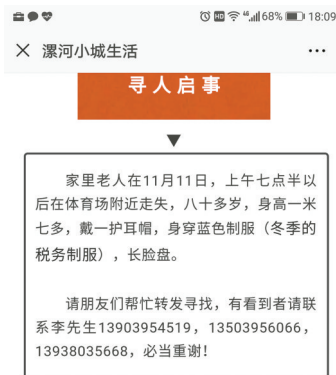 68% 18:09
漯河小城生活
寻人启事
家里老人在11月11日，上午七点半以
后在体育场附近走失，八十多岁，身高一米
七多，戴一护耳帽，身穿蓝色制服（冬季的
税务制服），长脸盘。
请朋友们帮忙转发寻找，有看到者请联
系李先生13903954519，13503956066，
13938035668，必当重谢！